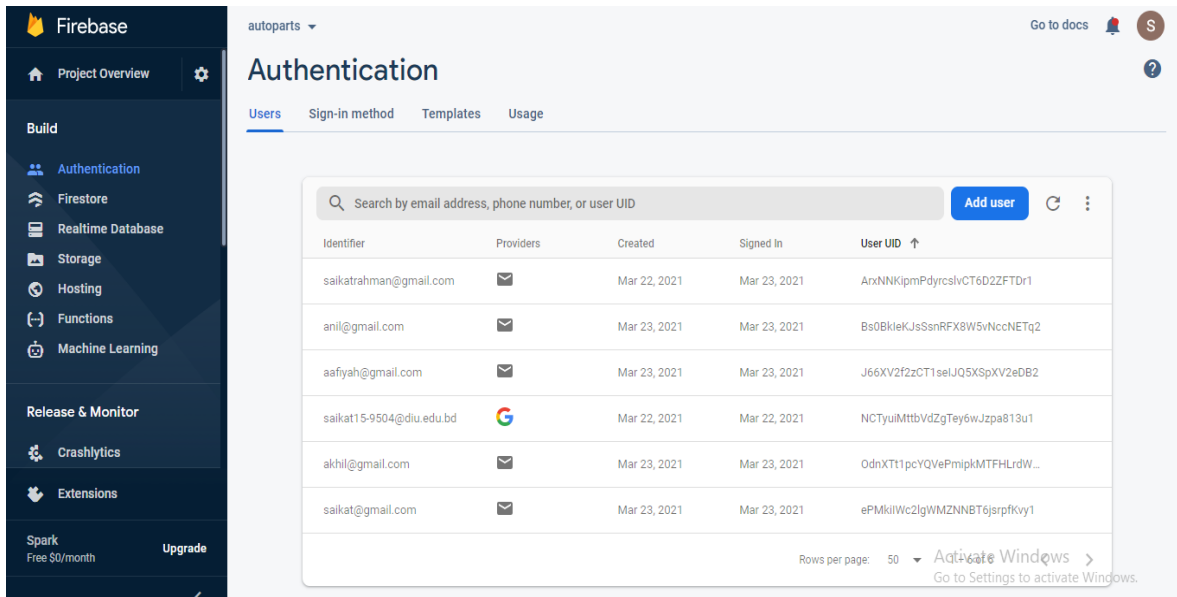 Firebase
autoparts
Go to docs
S
Project Overview
Authentication
Users Sign-in method Templates Usage
Build
Authentication
Firestore
Realtime Database
Storage
Hosting
Functions
Machine Learning
Release & Monitor
Crashlytics
Extensions
Spark
Free $0/month
Upgrade
Search by email address, phone number, or user UID
Add user
Identifier Providers Created Signed In User UID
saikatrahman@gmail.com Mar 22, 2021 Mar 23, 2021 ArxNNKipmPdyrcslvCT6D2ZFTDr1
anil@gmail.com Mar 23, 2021 Mar 23, 2021 Bs0BkIeKJsSsnRFX8W5vNccNETq2
aafiyah@gmail.com Mar 23, 2021 Mar 23, 2021 J66XV2f2zCT1seIJQ5XSpXV2eDB2
saikat15-9504@diu.edu.bd Mar 22, 2021 Mar 22, 2021 NCTyuiMttbVdZgTey6wJzpa813u1
akhil@gmail.com Mar 23, 2021 Mar 23, 2021 OdnXTt1pcYQVePmipkMTFHLrdW...
saikat@gmail.com Mar 23, 2021 Mar 23, 2021 ePMkiIWc2lgWMZNNBT6jsrpfKvy1
Rows per page: 50 1 – 6 of 6
Activate Windows
Go to Settings to activate Windows.